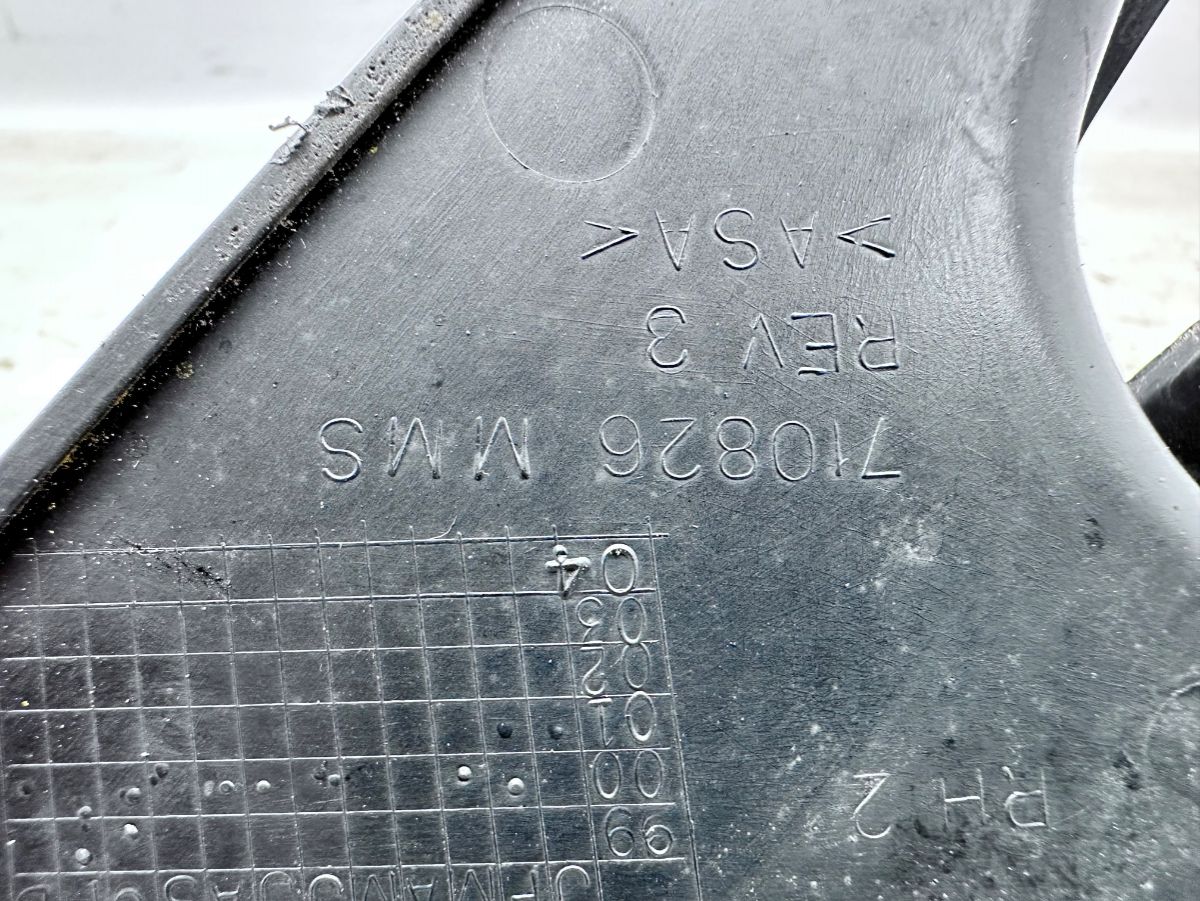 J F M A M J J A S O N D
99
RH 2
00
01
02
03
04
710826 MMS
REV 3
>ASA<